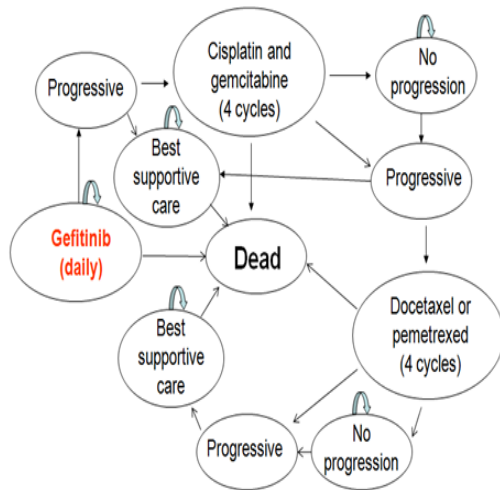 Cisplatin and
gemcitabine
(4 cycles)
No
progression
Progressive
Best
supportive
care
Progressive
Gefitinib
(daily)
Dead
Best
supportive
care
Docetaxel or
pemetrexed
(4 cycles)
Progressive
No
progression